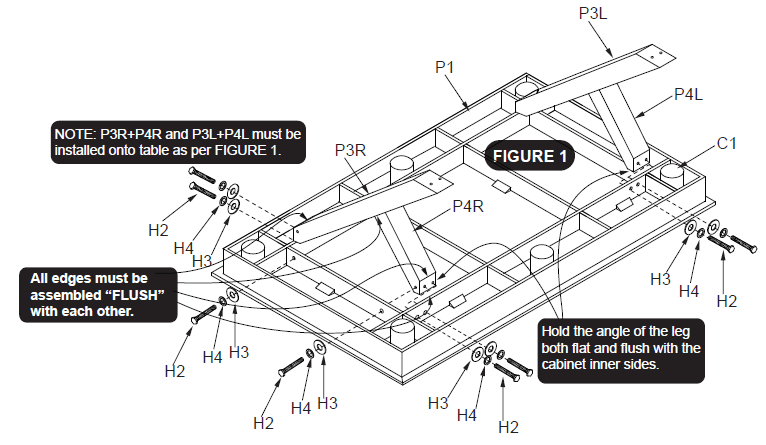 P3L
P1
P4L
NOTE: P3R+P4R and P3L+P4L must be
installed onto table as per FIGURE 1.
P3R
FIGURE 1
C1
P4R
H2
H4
H3
All edges must be
assembled “FLUSH”
with each other.
H3
H4
H2
Hold the angle of the leg
both flat and flush with the
cabinet inner sides.
H2
H4
H3
H2
H4
H3
H3
H4
H2